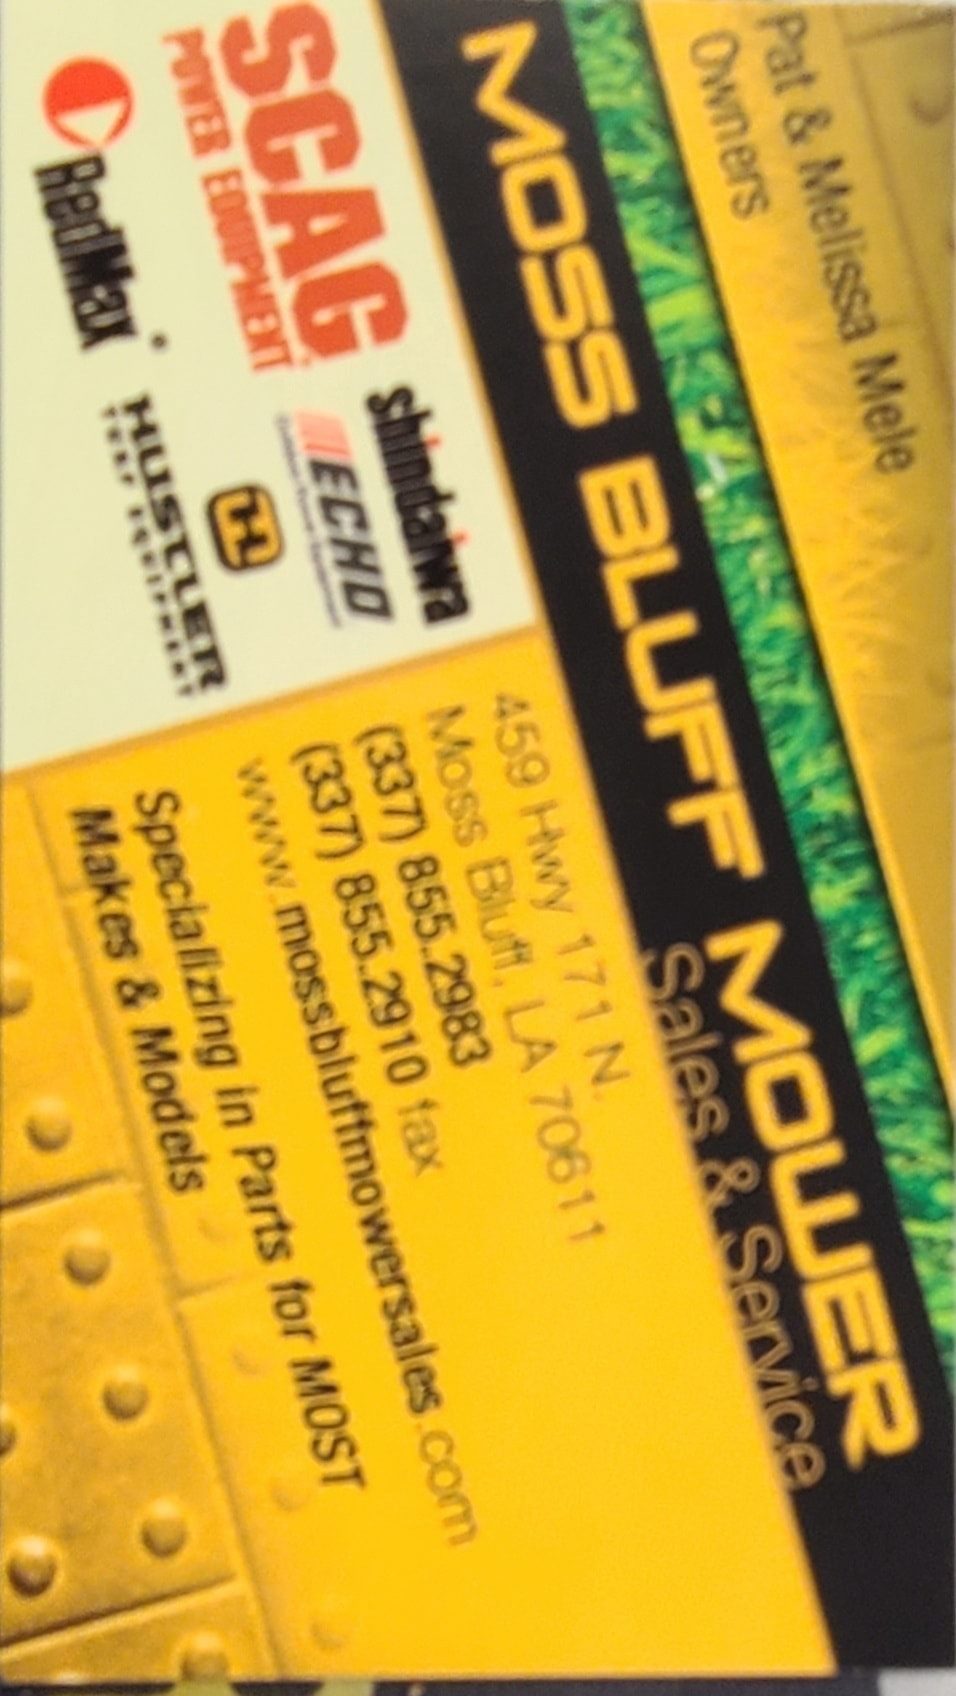 Pat & Melissa Mele
Owners
MOSS BLUFF MOWER
Sales & Service
SCAG
POWER EQUIPMENT
RedMax
shindaiwa
ECHO
H
HUSTLER
TURF EQUIPMENT
459 Hwy 171 N.
Moss Bluff, LA 70611
(337) 855.2983
(337) 855.2910 fax
www.mossbluffmowersales.com
Specializing in Parts for MOST
Makes & Models